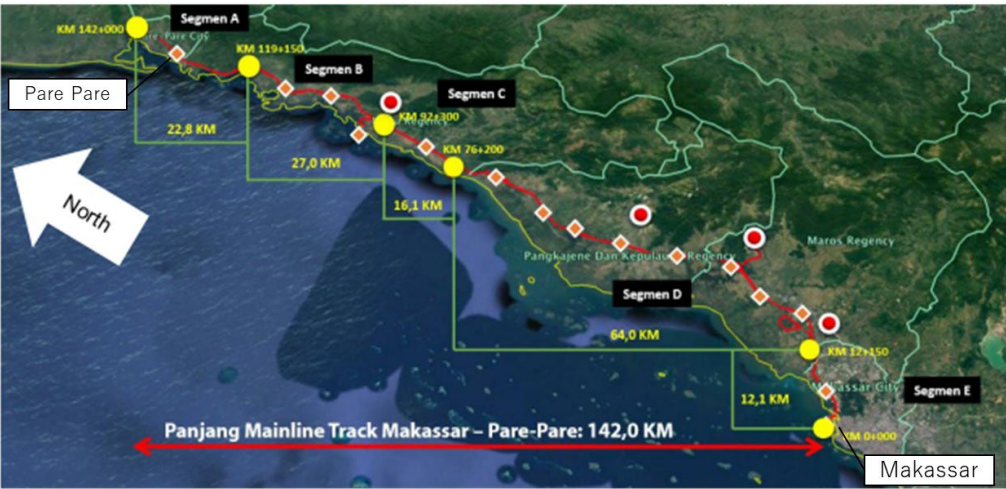 Segmen A
KM 142+000
Pare-Pare City
KM 119+150
Segmen B
Pare Pare
Segmen C
KM 92+300
Regency
22,8 KM
KM 76+200
27,0 KM
16,1 KM
North
Maros Regency
Pangkajene Dan Kepulauan Regency
Segmen D
64,0 KM
KM 12+150
Makassar City
Segmen E
12,1 KM
Panjang Mainline Track Makassar – Pare-Pare: 142,0 KM
KM 0+000
Makassar